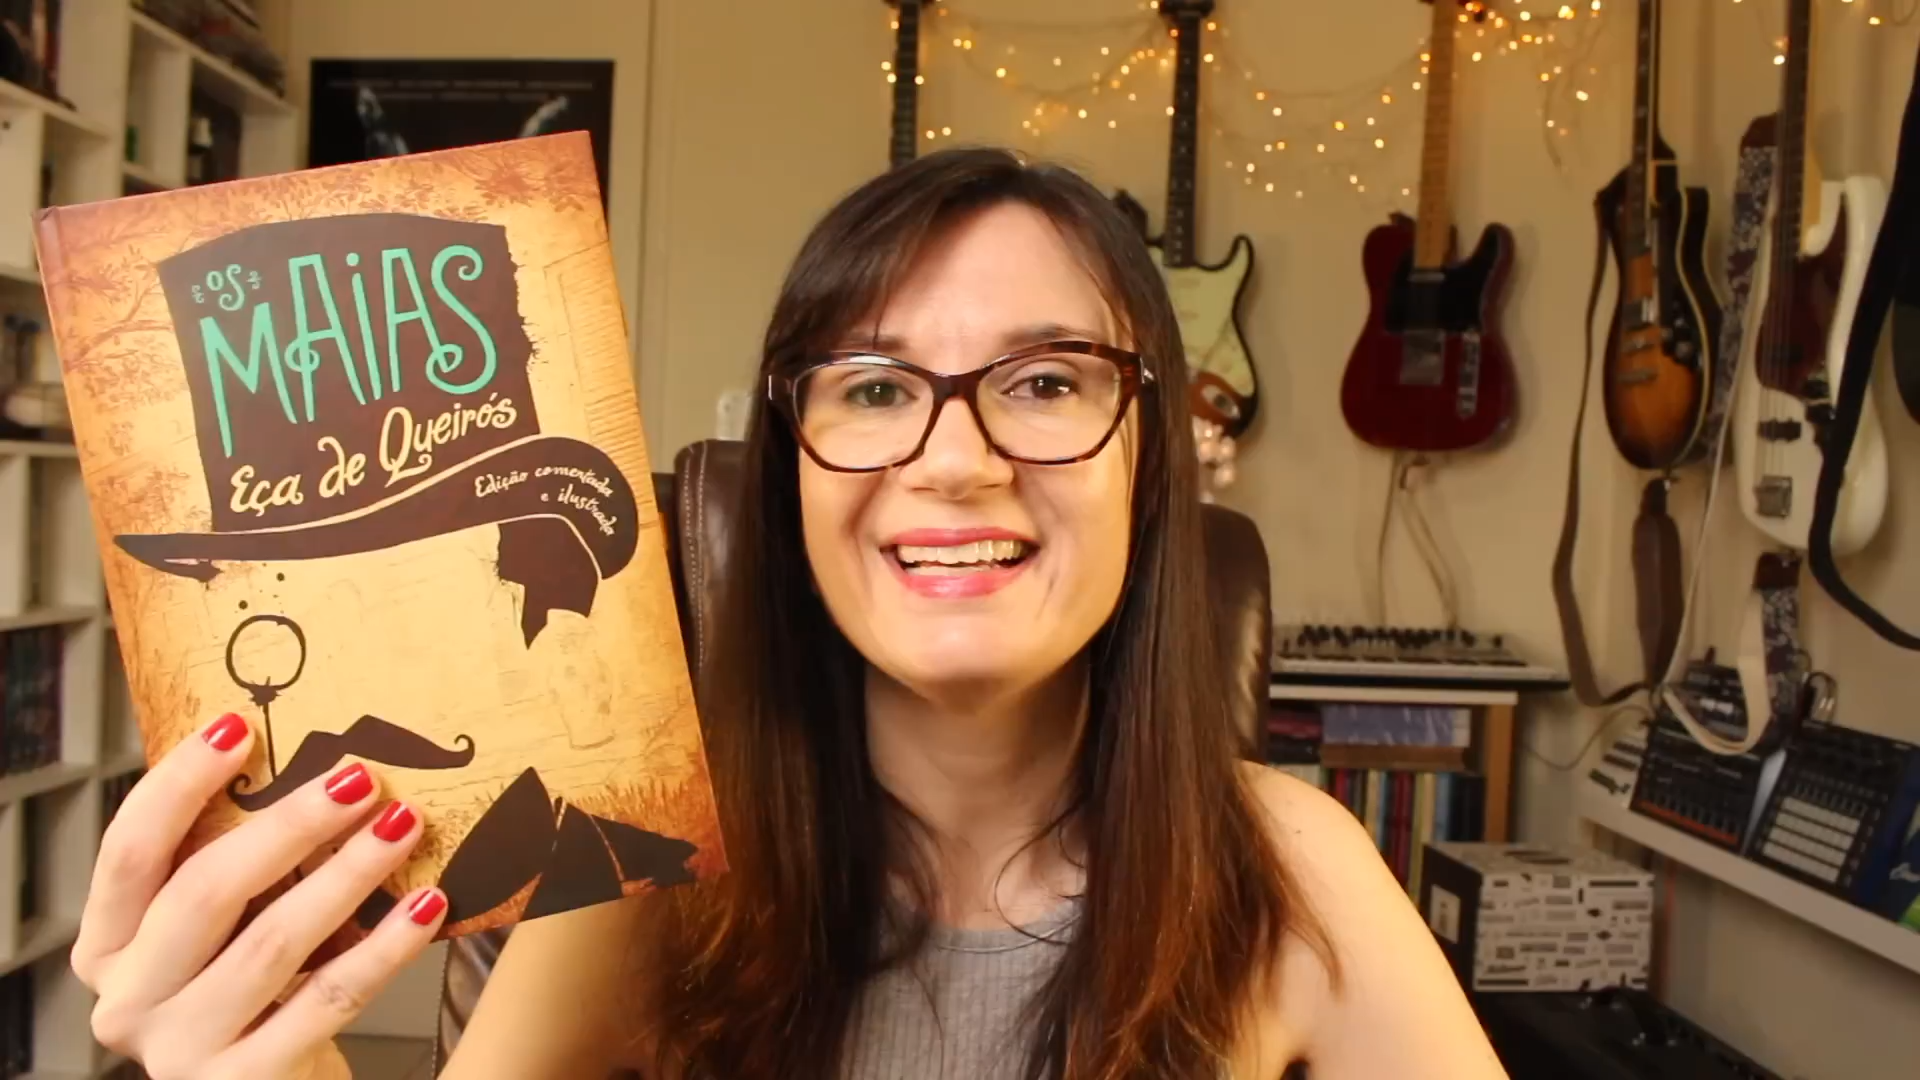 OS
MAiAS
Eça de Queirós
Edição comentada
e ilustrada